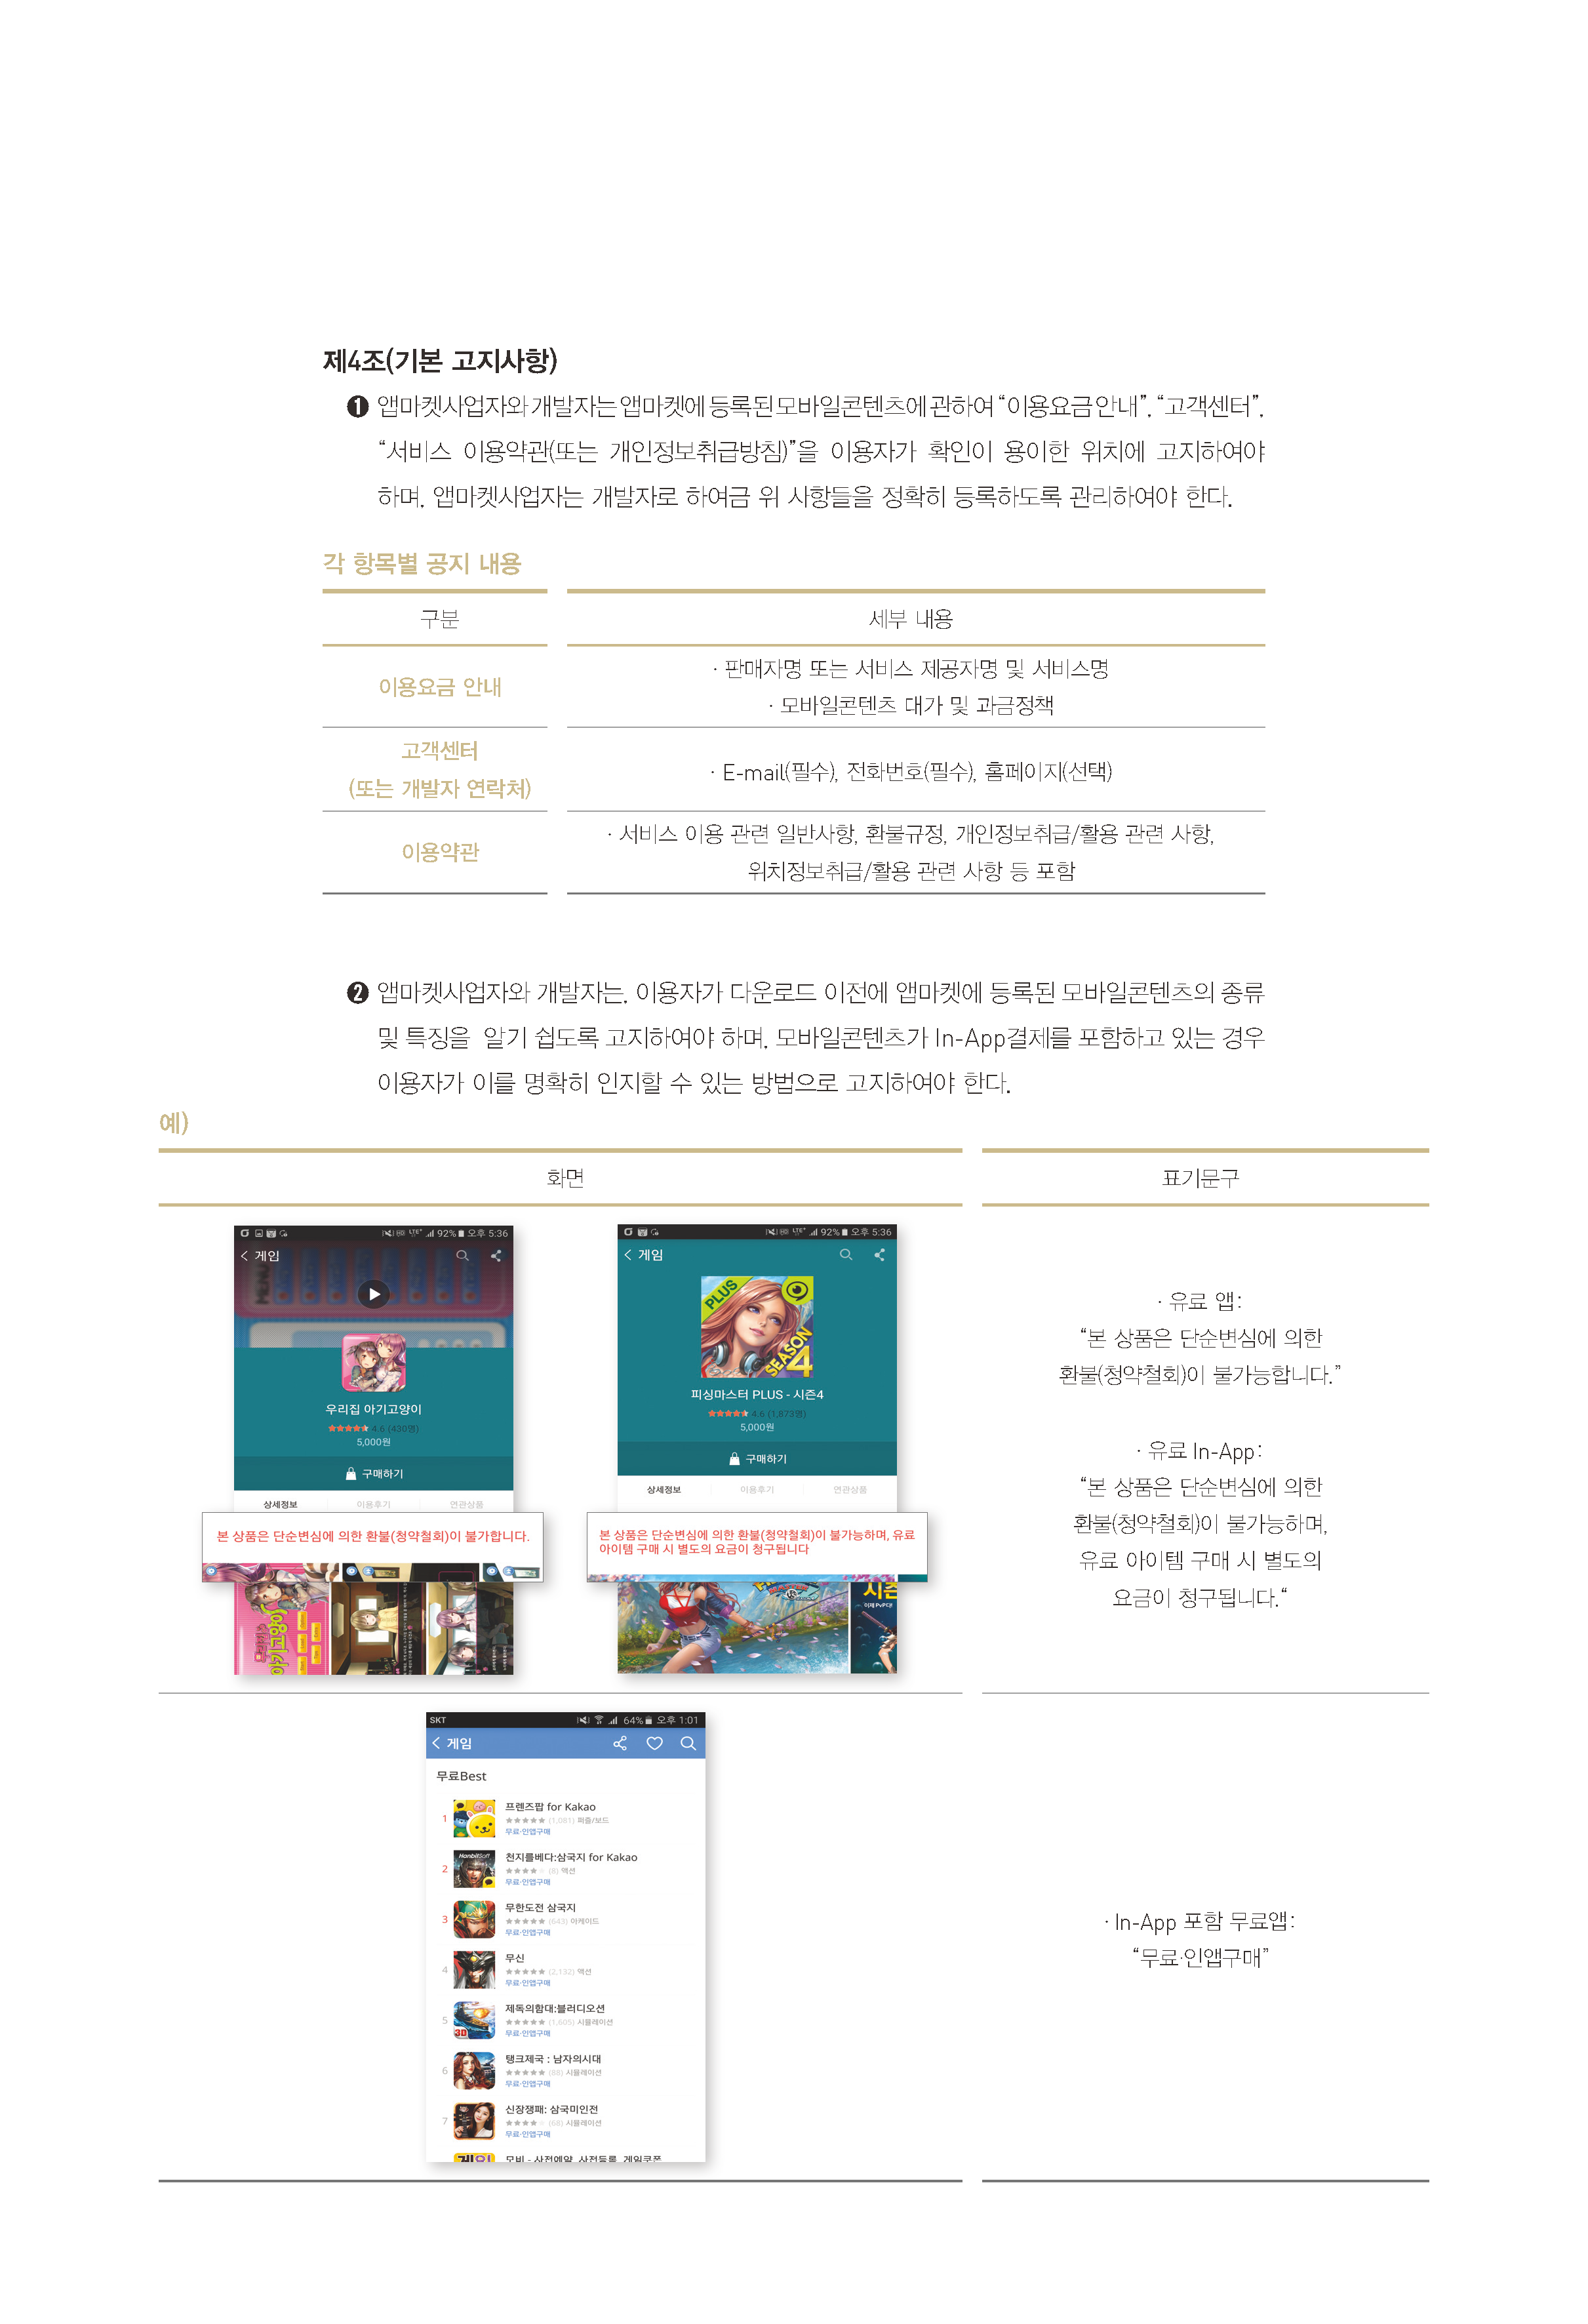 제4조(기본 고지사항)
❶ 앱마켓사업자와 개발자는 앱마켓에 등록된 모바일콘텐츠에 관하여 “이용요금 안내”, “고객센터”,
“서비스 이용약관(또는 개인정보취급방침)”을 이용자가 확인이 용이한 위치에 고지하여야
하며, 앱마켓사업자는 개발자로 하여금 위 사항들을 정확히 등록하도록 관리하여야 한다.
각 항목별 공지 내용
구분
세부 내용
이용요금 안내
· 판매자명 또는 서비스 제공자명 및 서비스명
· 모바일콘텐츠 대가 및 과금정책
고객센터
(또는 개발자 연락처)
· E-mail(필수), 전화번호(필수), 홈페이지(선택)
이용약관
· 서비스 이용 관련 일반사항, 환불규정, 개인정보취급/활용 관련 사항,
위치정보취급/활용 관련 사항 등 포함
❷ 앱마켓사업자와 개발자는, 이용자가 다운로드 이전에 앱마켓에 등록된 모바일콘텐츠의 종류
및 특징을 알기 쉽도록 고지하여야 하며, 모바일콘텐츠가 In-App결제를 포함하고 있는 경우
이용자가 이를 명확히 인지할 수 있는 방법으로 고지하여야 한다.
예)
화면
표기문구
92% 오후 5:36
게임
우리집 아기고양이
4.6 (430명)
5,000원
구매하기
상세정보 이용후기 연관상품
본 상품은 단순변심에 의한 환불(청약철회)이 불가합니다.
아기고양이
92% 오후 5:36
게임
PLUS
SEASON 4
피싱마스터 PLUS - 시즌4
4.6 (1,873명)
5,000원
구매하기
상세정보 이용후기 연관상품
본 상품은 단순변심에 의한 환불(청약철회)이 불가능하며, 유료
아이템 구매 시 별도의 요금이 청구됩니다
· 유료 앱:
“본 상품은 단순변심에 의한
환불(청약철회)이 불가능합니다.”
· 유료 In-App:
“본 상품은 단순변심에 의한
환불(청약철회)이 불가능하며,
유료 아이템 구매 시 별도의
요금이 청구됩니다.“
SKT 64% 오후 1:01
게임
무료Best
1 프렌즈팝 for Kakao
★★★★★ (1,081) 퍼즐/보드
무료·인앱구매
2 천지를베다:삼국지 for Kakao
★★★★★ (8) 액션
무료·인앱구매
3 무한도전 삼국지
★★★★★ (643) 아케이드
무료·인앱구매
4 무신
★★★★★ (2,132) 액션
무료·인앱구매
5 제독의함대:블러디오션
★★★★★ (1,605) 시뮬레이션
무료·인앱구매
6 탱크제국 : 남자의시대
★★★★★ (88) 시뮬레이션
무료·인앱구매
7 신장쟁패: 삼국미인전
★★★★★ (68) 시뮬레이션
무료·인앱구매
모비 - 사전예약, 사전등록, 게임쿠폰
· In-App 포함 무료앱:
“무료·인앱구매”